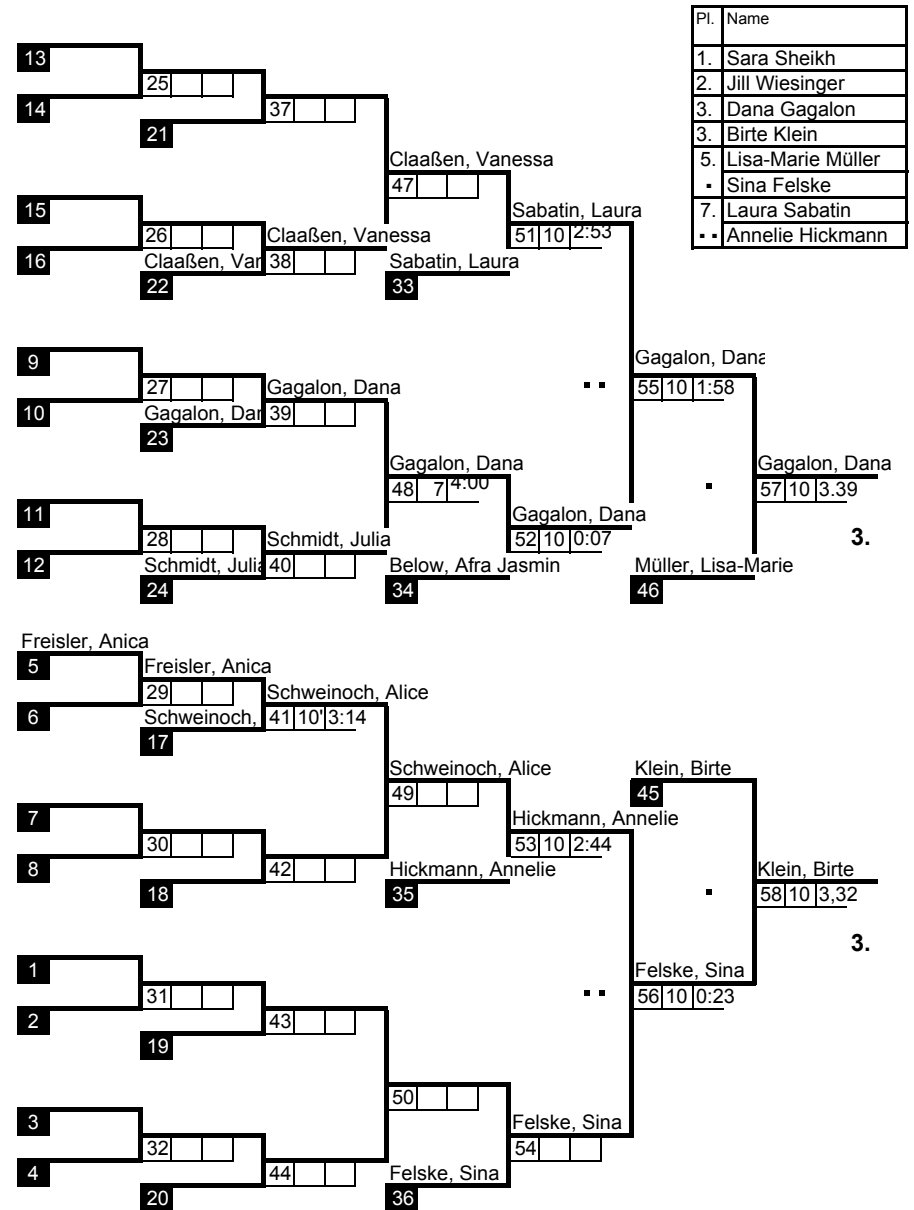 Pl. Name
1. Sara Sheikh
2. Jill Wiesinger
3. Dana Gagalon
3. Birte Klein
5. Lisa-Marie Müller
Sina Felske
7. Laura Sabatin
Annelie Hickmann
13
25
14
37
21
Claaßen, Vanessa
47
15
Sabatin, Laura
26
Claaßen, Vanessa
51 10 2:53
16
Claaßen, Van
38
Sabatin, Laura
22
33
9
Gagalon, Dana
27
Gagalon, Dana
55 10 1:58
10
Gagalon, Dan
39
23
Gagalon, Dana
Gagalon, Dana
48 7 4:00
57 10 3.39
11
Gagalon, Dana
28
Schmidt, Julia
52 10 0:07
3.
12
Schmidt, Julia
40
Below, Afra Jasmin
Müller, Lisa-Marie
24
34
46
Freisler, Anica
5
Freisler, Anica
29
Schweinoch, Alice
6
Schweinoch,
41 10' 3:14
17
Schweinoch, Alice
Klein, Birte
49
45
7
Hickmann, Annelie
30
53 10 2:44
8
42
Hickmann, Annelie
Klein, Birte
18
35
58 10 3,32
3.
1
Felske, Sina
31
56 10 0:23
2
43
19
50
3
Felske, Sina
32
54
4
44
Felske, Sina
20
36